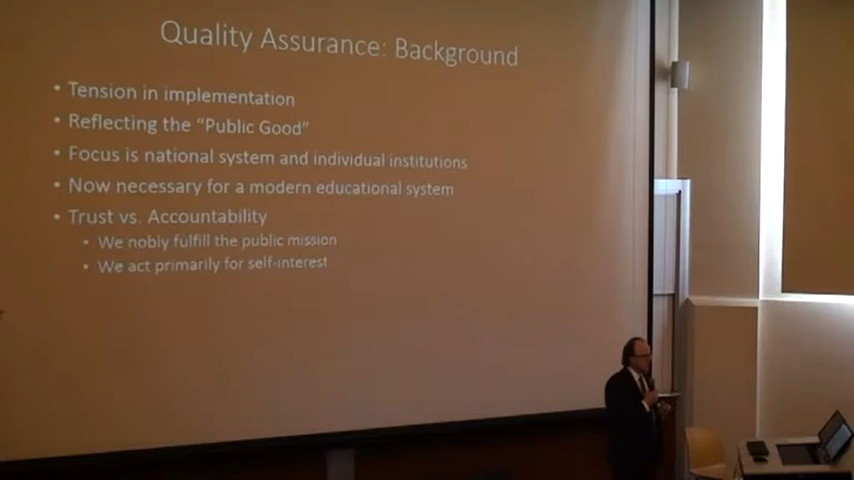 Quality Assurance: Background
• Tension in implementation
• Reflecting the “Public Good”
• Focus is national system and individual institutions
• Now necessary for a modern educational system
• Trust vs. Accountability
• We nobly fulfill the public mission
• We act primarily for self-interest